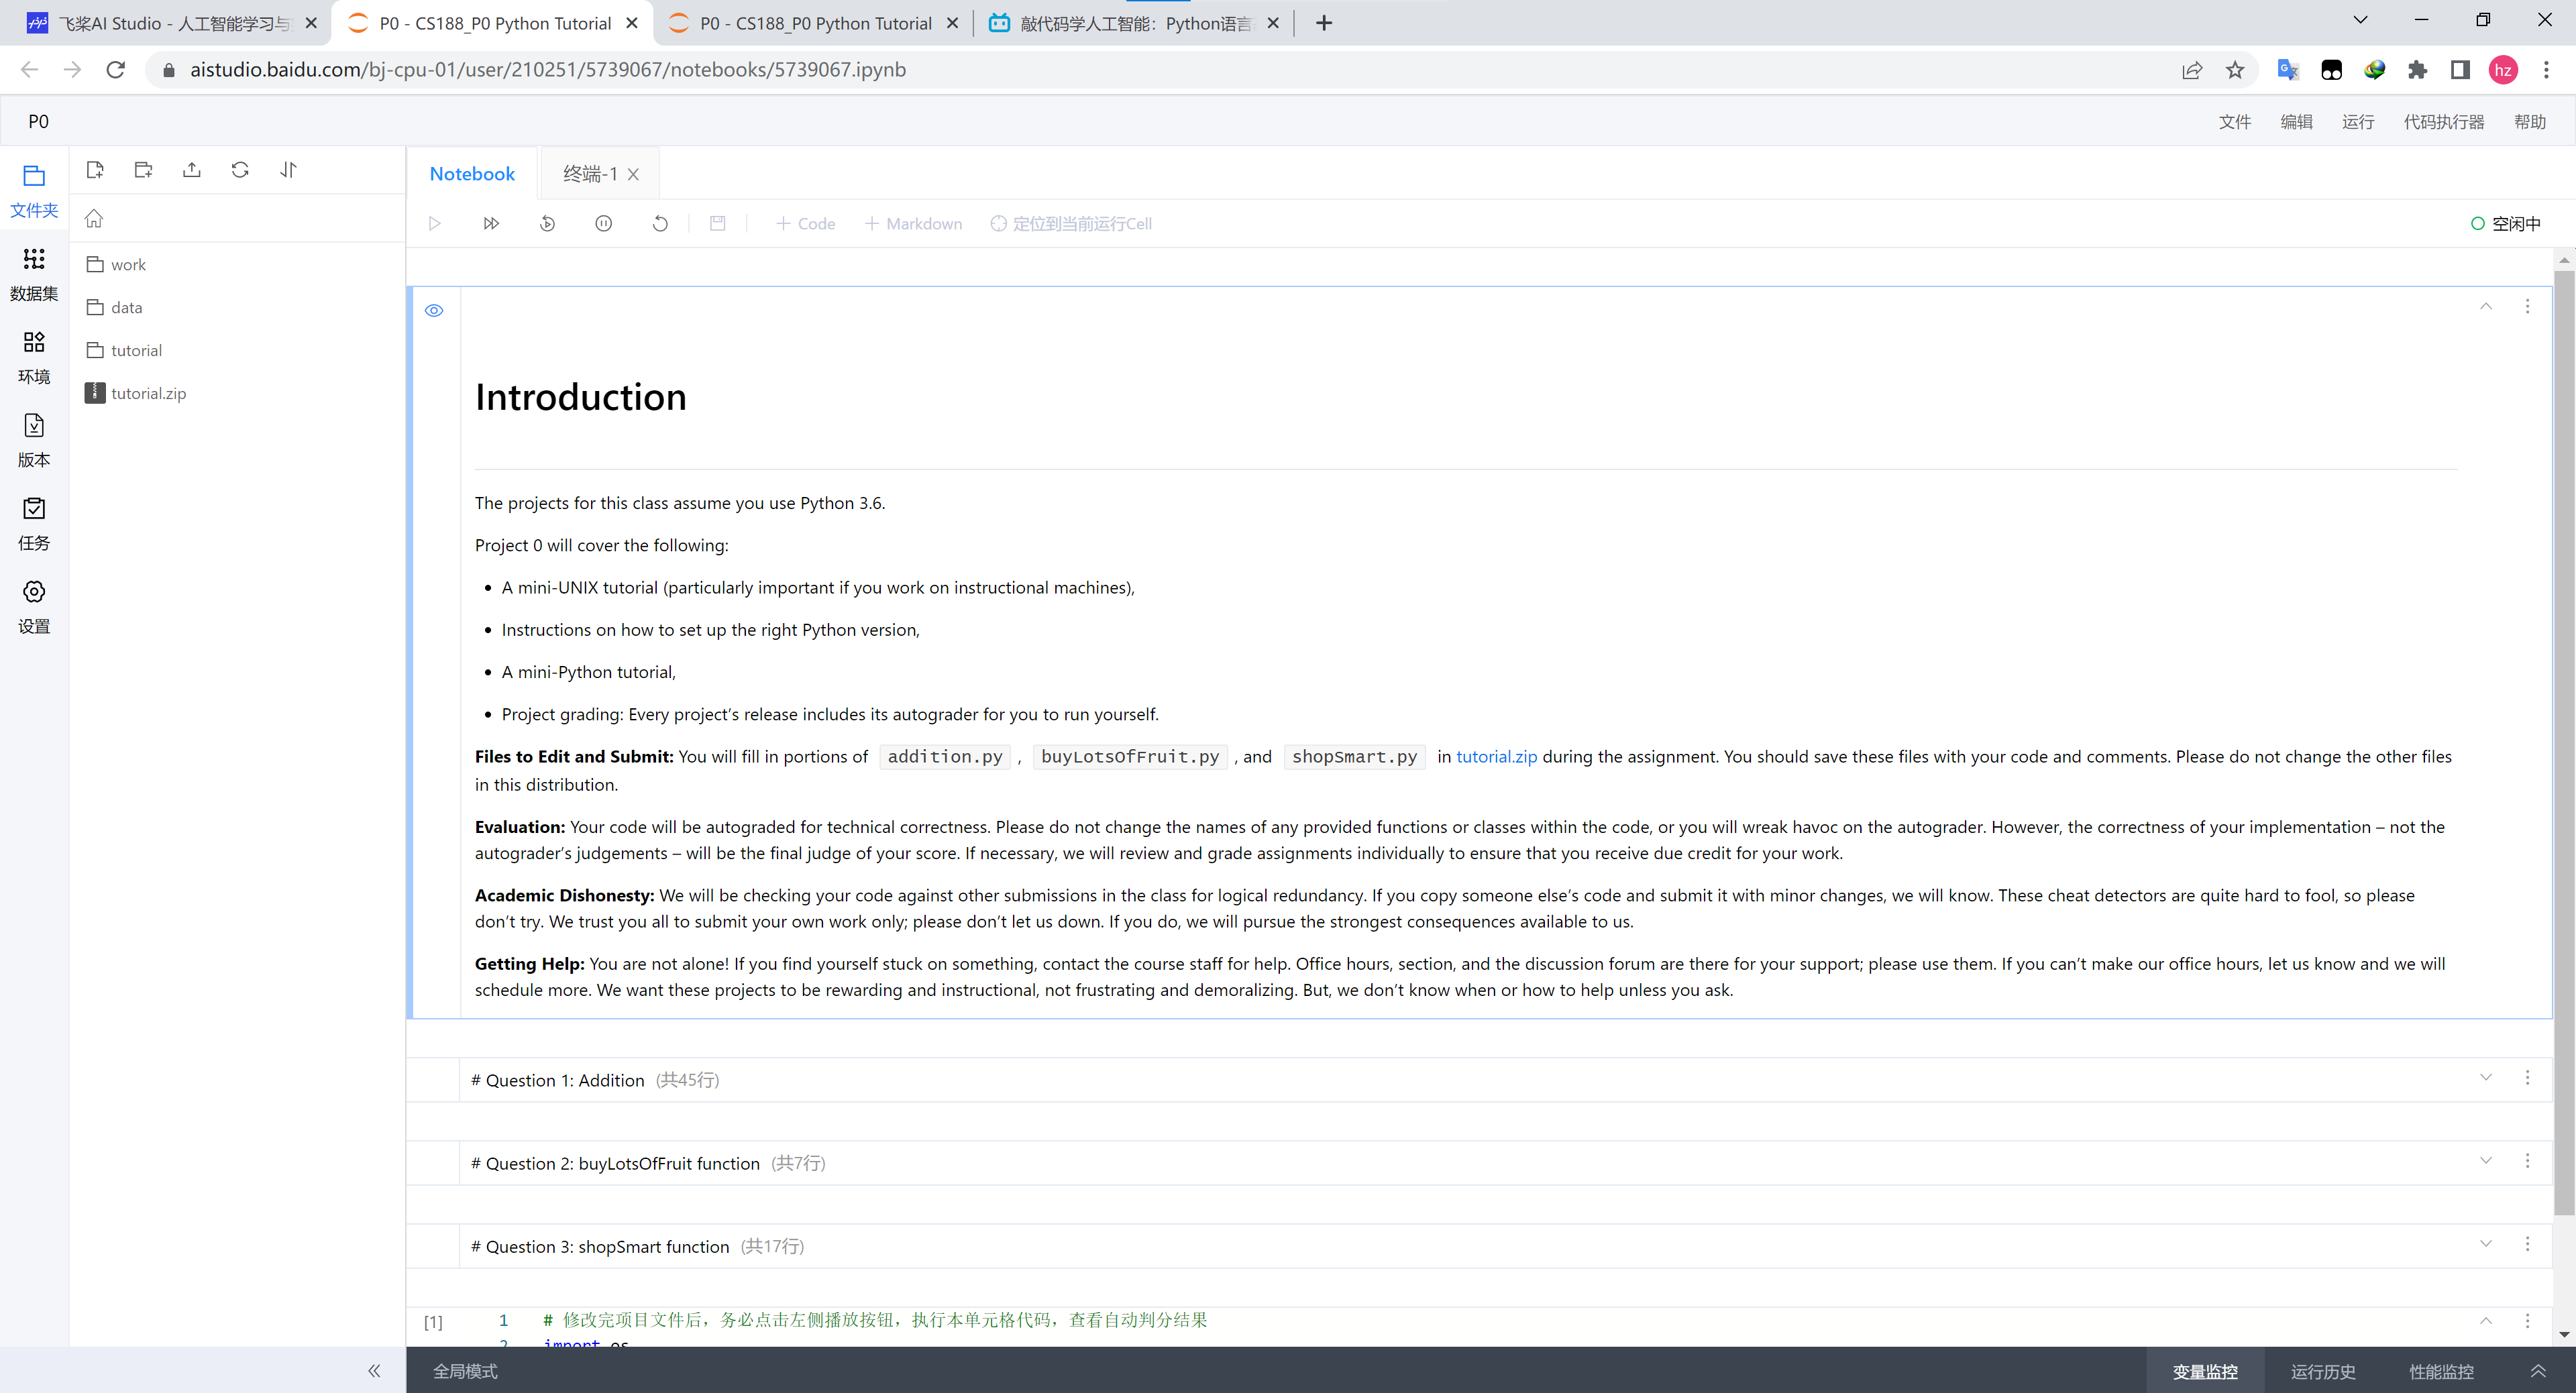 飞桨AI Studio - 人工智能学习与
P0 - CS188_P0 Python Tutorial
P0 - CS188_P0 Python Tutorial
敲代码学人工智能：Python语言
aistudio.baidu.com/bj-cpu-01/user/210251/5739067/notebooks/5739067.ipynb
hz
P0
文件 编辑 运行 代码执行器 帮助
文件夹
数据集
环境
版本
任务
设置
work
data
tutorial
tutorial.zip
Notebook
终端-1
+ Code + Markdown 定位到当前运行Cell
空闲中
Introduction
The projects for this class assume you use Python 3.6.
Project 0 will cover the following:
• A mini-UNIX tutorial (particularly important if you work on instructional machines),
• Instructions on how to set up the right Python version,
• A mini-Python tutorial,
• Project grading: Every project’s release includes its autograder for you to run yourself.
Files to Edit and Submit: You will fill in portions of addition.py , buyLotsOfFruit.py , and shopSmart.py in tutorial.zip during the assignment. You should save these files with your code and comments. Please do not change the other files
in this distribution.
Evaluation: Your code will be autograded for technical correctness. Please do not change the names of any provided functions or classes within the code, or you will wreak havoc on the autograder. However, the correctness of your implementation – not the
autograder’s judgements – will be the final judge of your score. If necessary, we will review and grade assignments individually to ensure that you receive due credit for your work.
Academic Dishonesty: We will be checking your code against other submissions in the class for logical redundancy. If you copy someone else’s code and submit it with minor changes, we will know. These cheat detectors are quite hard to fool, so please
don’t try. We trust you all to submit your own work only; please don’t let us down. If you do, we will pursue the strongest consequences available to us.
Getting Help: You are not alone! If you find yourself stuck on something, contact the course staff for help. Office hours, section, and the discussion forum are there for your support; please use them. If you can’t make our office hours, let us know and we will
schedule more. We want these projects to be rewarding and instructional, not frustrating and demoralizing. But, we don’t know when or how to help unless you ask.
# Question 1: Addition (共45行)
# Question 2: buyLotsOfFruit function (共7行)
# Question 3: shopSmart function (共17行)
[1] 1 # 修改完项目文件后，务必点击左侧播放按钮，执行本单元格代码，查看自动判分结果
2 import os
全局模式
变量监控 运行历史 性能监控